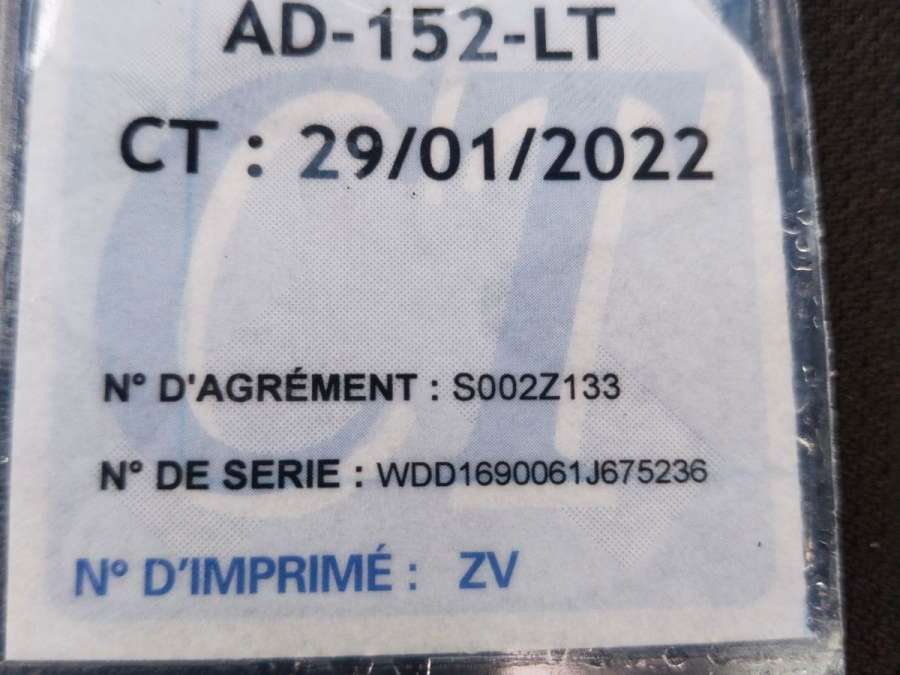 AD-152-LT
CT : 29/01/2022
N° D'AGRÉMENT : S002Z133
N° DE SERIE : WDD1690061J675236
N° D'IMPRIMÉ : ZV